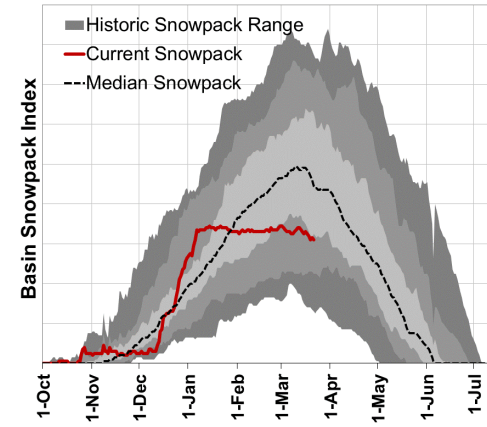 Historic Snowpack Range
Current Snowpack
Median Snowpack
Basin Snowpack Index
1-Oct
1-Nov
1-Dec
1-Jan
1-Feb
1-Mar
1-Apr
1-May
1-Jun
1-Jul